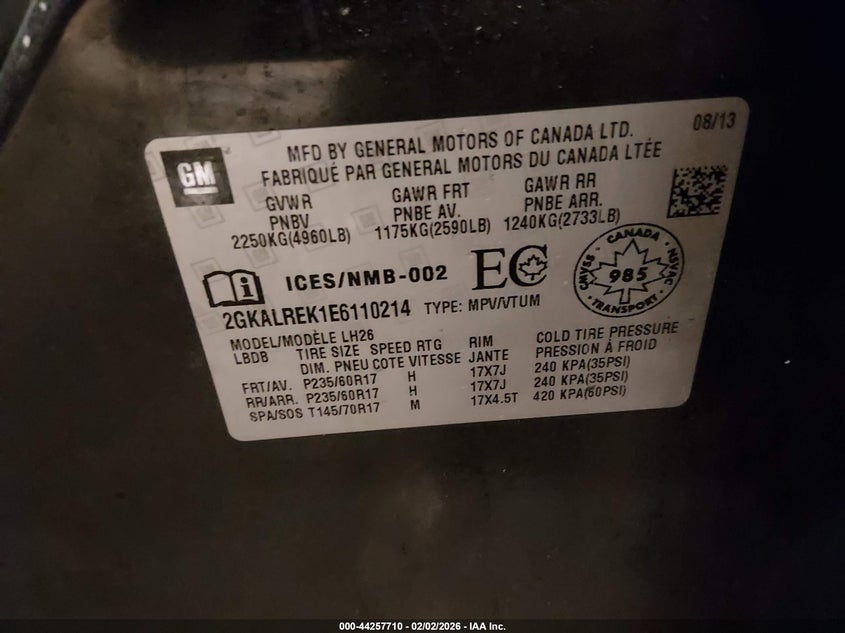 08/13
MFD BY GENERAL MOTORS OF CANADA LTD.
FABRIQUÉ PAR GENERAL MOTORS DU CANADA LTÉE
GM
GVWR GAWR FRT GAWR RR
PNBV PNBE AV. PNBE ARR.
2250KG(4960LB) 1175KG(2590LB) 1240KG(2733LB)
ICES/NMB-002 EC
CANADA CMVSS 985 NSVAC TRANSPORT
2GKALREK1E6110214 TYPE: MPV/VTUM
MODEL/MODÈLE LH26
LBDB TIRE SIZE SPEED RTG RIM COLD TIRE PRESSURE
DIM. PNEU COTE VITESSE JANTE PRESSION À FROID
FRT/AV. P235/60R17 H 17X7J 240 KPA(35PSI)
RR/ARR. P235/60R17 H 17X7J 240 KPA(35PSI)
SPA/SOS T145/70R17 M 17X4.5T 420 KPA(60PSI)
000-44257710 - 02/02/2026 - IAA Inc.